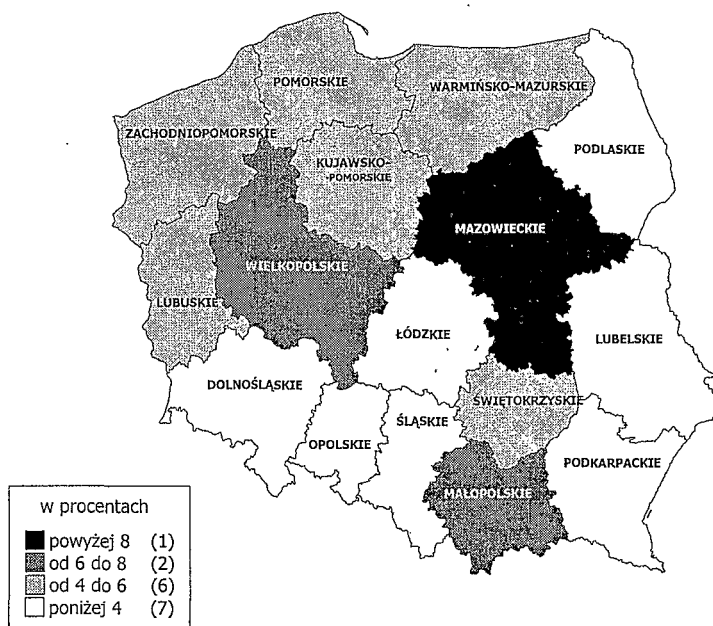 POMORSKIE
WARMIŃSKO-MAZURSKIE
ZACHODNIOPOMORSKIE
KUJAWSKO-
-POMORSKIE
PODLASKIE
MAZOWIECKIE
WIELKOPOLSKIE
LUBUSKIE
ŁÓDZKIE
LUBELSKIE
DOLNOŚLĄSKIE
ŚWIĘTOKRZYSKIE
ŚLĄSKIE
OPOLSKIE
PODKARPACKIE
MAŁOPOLSKIE
w procentach
powyżej 8 (1)
od 6 do 8 (2)
od 4 do 6 (6)
poniżej 4 (7)